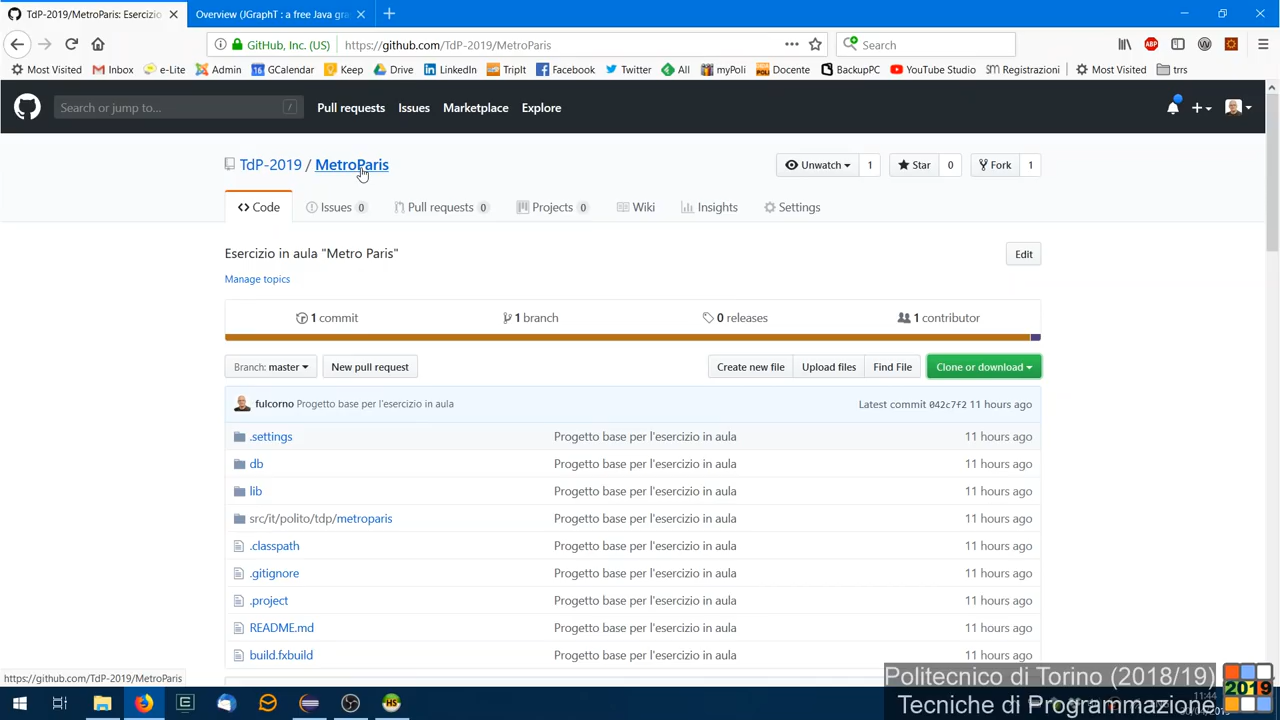 TdP-2019/MetroParis: Esercizio
Overview (JGraphT : a free Java gra
GitHub, Inc. (US)
https://github.com/TdP-2019/MetroParis
Search
Most Visited
Inbox
e-Lite
Admin
GCalendar
Keep
Drive
LinkedIn
TripIt
Facebook
Twitter
All
myPoli
Docente
BackupPC
YouTube Studio
Registrazioni
Most Visited
trrs
Search or jump to...
/
Pull requests
Issues
Marketplace
Explore
TdP-2019 / MetroParis
Unwatch 1
Star 0
Fork 1
Code
Issues 0
Pull requests 0
Projects 0
Wiki
Insights
Settings
Esercizio in aula "Metro Paris"
Edit
Manage topics
1 commit
1 branch
0 releases
1 contributor
Branch: master
New pull request
Create new file
Upload files
Find File
Clone or download
fulcorno Progetto base per l'esercizio in aula
Latest commit 042c7f2 11 hours ago
.settings Progetto base per l'esercizio in aula 11 hours ago
db Progetto base per l'esercizio in aula 11 hours ago
lib Progetto base per l'esercizio in aula 11 hours ago
src/it/polito/tdp/metroparis Progetto base per l'esercizio in aula 11 hours ago
.classpath Progetto base per l'esercizio in aula 11 hours ago
.gitignore Progetto base per l'esercizio in aula 11 hours ago
.project Progetto base per l'esercizio in aula 11 hours ago
README.md Progetto base per l'esercizio in aula 11 hours ago
build.fxbuild Progetto base per l'esercizio in aula 11 hours ago
https://github.com/TdP-2019/MetroParis
Politecnico di Torino (2018/19)
Tecniche di Programmazione
2019
11:44